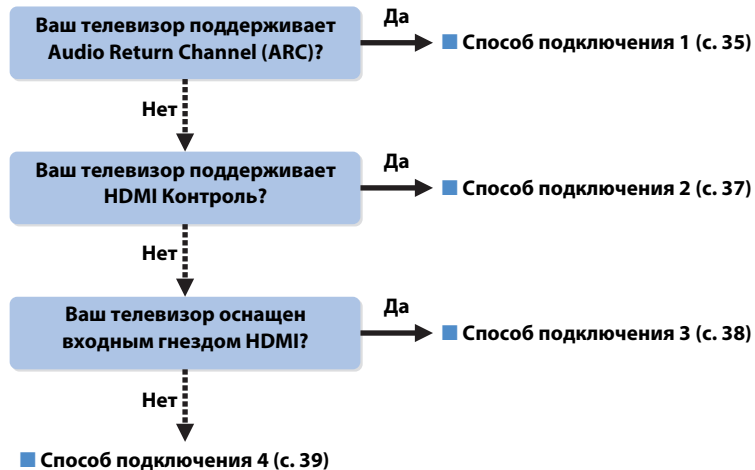 Ваш телевизор поддерживает
Audio Return Channel (ARC)?
Да
■ Способ подключения 1 (с. 35)
Нет
Ваш телевизор поддерживает
HDMI Контроль?
Да
■ Способ подключения 2 (с. 37)
Нет
Ваш телевизор оснащен
входным гнездом HDMI?
Да
■ Способ подключения 3 (с. 38)
Нет
■ Способ подключения 4 (с. 39)